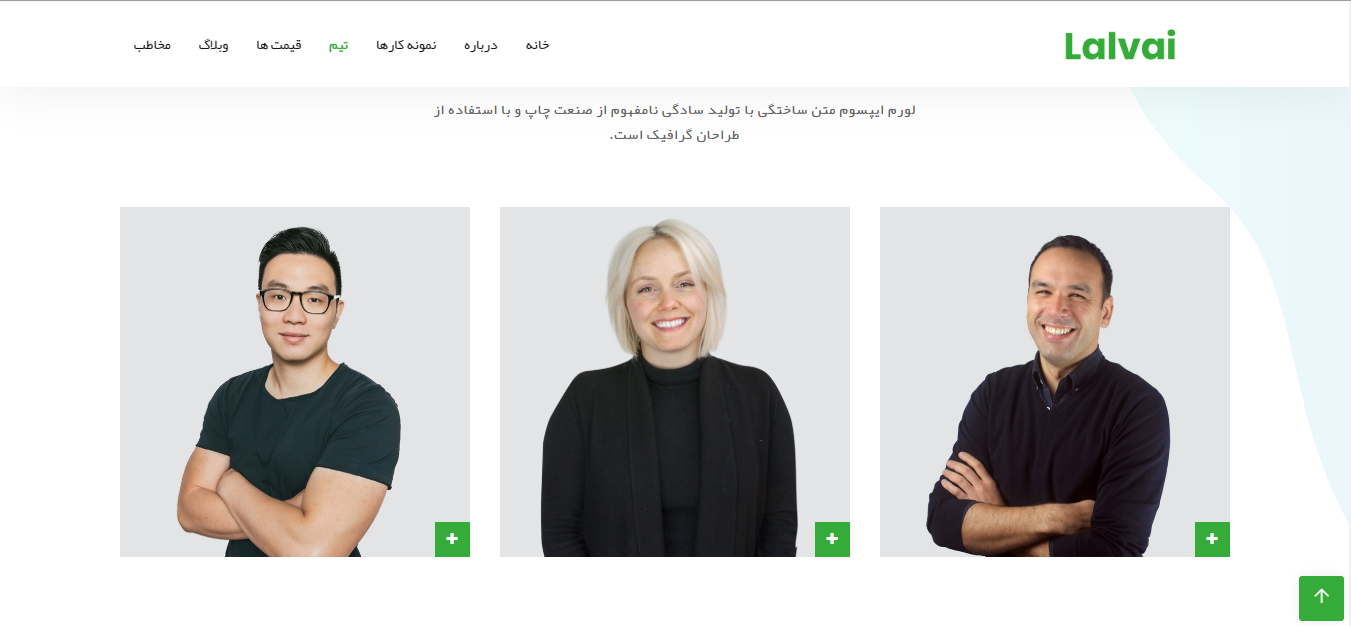 Lalvai
خانه
درباره
نمونه کارها
تیم
قیمت ها
وبلاگ
مخاطب
لورم ایپسوم متن ساختگی با تولید سادگی نامفهوم از صنعت چاپ و با استفاده از
طراحان گرافیک است.